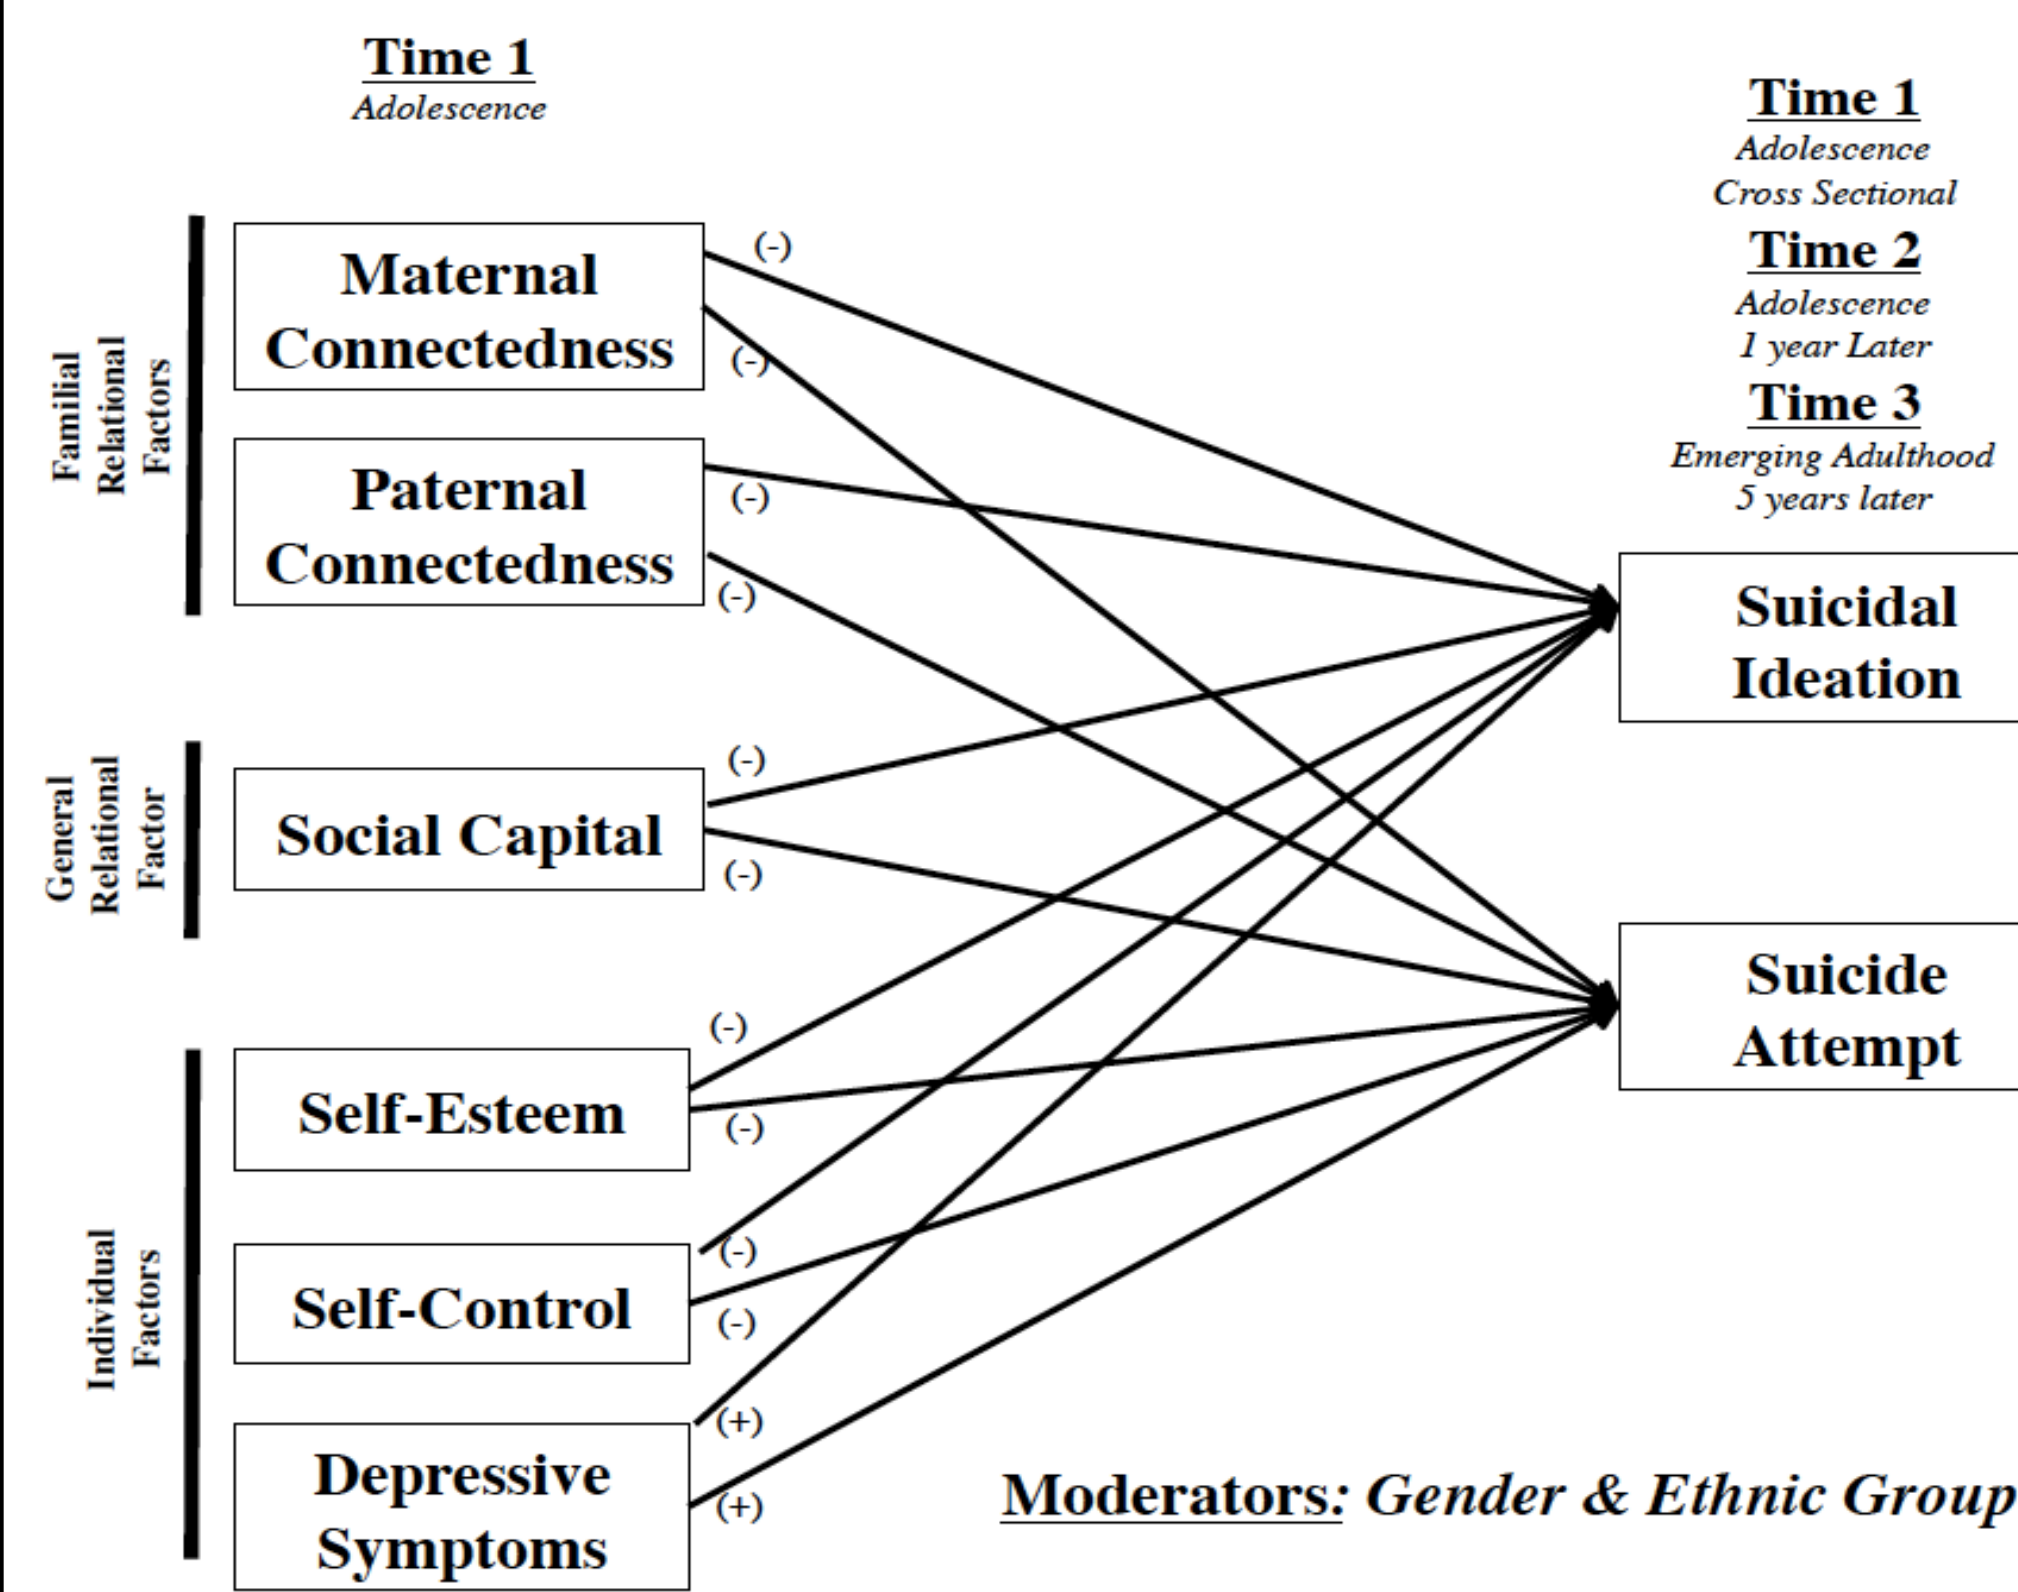 Time 1
Adolescence
Time 1
Adolescence
Cross Sectional
Time 2
Adolescence
1 year Later
Time 3
Emerging Adulthood
5 years later
Familial
Relational
Factors
Maternal
Connectedness
(-)
(-)
Paternal
Connectedness
(-)
(-)
General
Relational
Factor
Social Capital
(-)
(-)
Individual
Factors
Self-Esteem
(-)
(-)
Self-Control
(-)
(-)
Depressive
Symptoms
(+)
(+)
Suicidal
Ideation
Suicide
Attempt
Moderators: Gender & Ethnic Group